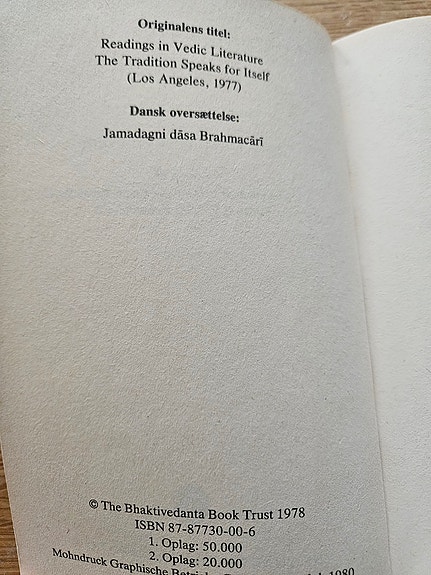 Originalens titel:
Readings in Vedic Literature
The Tradition Speaks for Itself
(Los Angeles, 1977)
Dansk oversættelse:
Jamadagni dāsa Brahmacārī
© The Bhaktivedanta Book Trust 1978
ISBN 87-87730-00-6
1. Oplag: 50.000
2. Oplag: 20.000
Mohndruck Graphische 1980